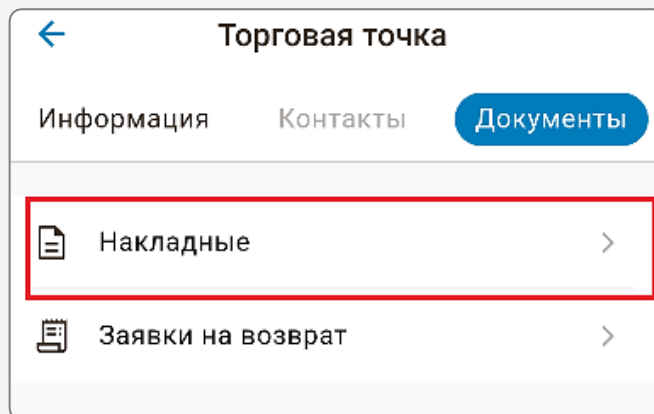 Торговая точка
Информация Контакты Документы
Накладные
Заявки на возврат